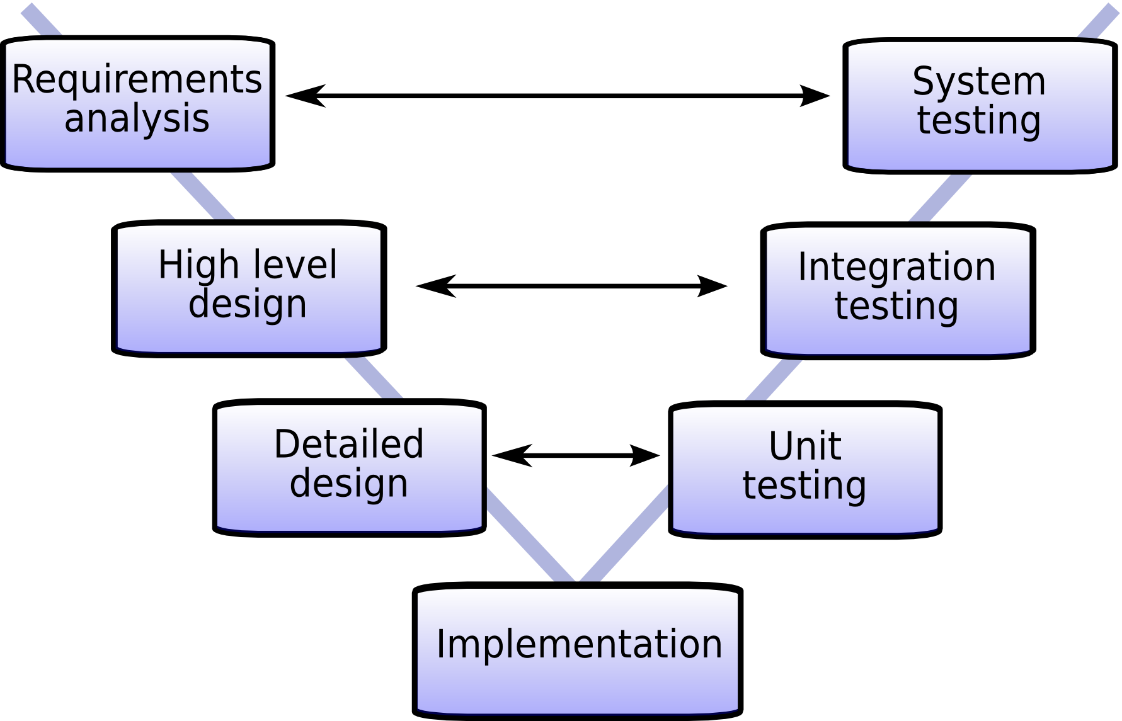 Requirements
analysis
System
testing
High level
design
Integration
testing
Detailed
design
Unit
testing
Implementation